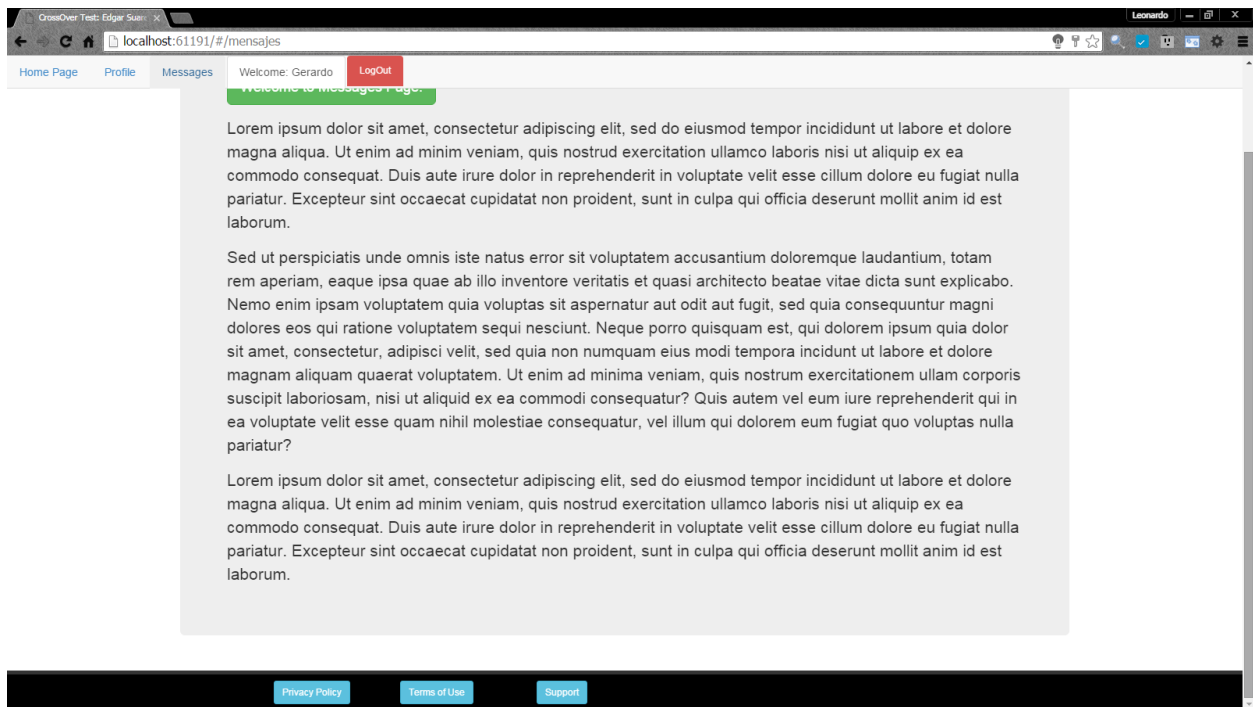 CrossOver Test: Edgar Suar
Leonardo
localhost:61191/#/mensajes
Home Page Profile Messages Welcome: Gerardo LogOut
Welcome to Messages Page.
Lorem ipsum dolor sit amet, consectetur adipiscing elit, sed do eiusmod tempor incididunt ut labore et dolore
magna aliqua. Ut enim ad minim veniam, quis nostrud exercitation ullamco laboris nisi ut aliquip ex ea
commodo consequat. Duis aute irure dolor in reprehenderit in voluptate velit esse cillum dolore eu fugiat nulla
pariatur. Excepteur sint occaecat cupidatat non proident, sunt in culpa qui officia deserunt mollit anim id est
laborum.
Sed ut perspiciatis unde omnis iste natus error sit voluptatem accusantium doloremque laudantium, totam
rem aperiam, eaque ipsa quae ab illo inventore veritatis et quasi architecto beatae vitae dicta sunt explicabo.
Nemo enim ipsam voluptatem quia voluptas sit aspernatur aut odit aut fugit, sed quia consequuntur magni
dolores eos qui ratione voluptatem sequi nesciunt. Neque porro quisquam est, qui dolorem ipsum quia dolor
sit amet, consectetur, adipisci velit, sed quia non numquam eius modi tempora incidunt ut labore et dolore
magnam aliquam quaerat voluptatem. Ut enim ad minima veniam, quis nostrum exercitationem ullam corporis
suscipit laboriosam, nisi ut aliquid ex ea commodi consequatur? Quis autem vel eum iure reprehenderit qui in
ea voluptate velit esse quam nihil molestiae consequatur, vel illum qui dolorem eum fugiat quo voluptas nulla
pariatur?
Lorem ipsum dolor sit amet, consectetur adipiscing elit, sed do eiusmod tempor incididunt ut labore et dolore
magna aliqua. Ut enim ad minim veniam, quis nostrud exercitation ullamco laboris nisi ut aliquip ex ea
commodo consequat. Duis aute irure dolor in reprehenderit in voluptate velit esse cillum dolore eu fugiat nulla
pariatur. Excepteur sint occaecat cupidatat non proident, sunt in culpa qui officia deserunt mollit anim id est
laborum.
Privacy Policy Terms of Use Support